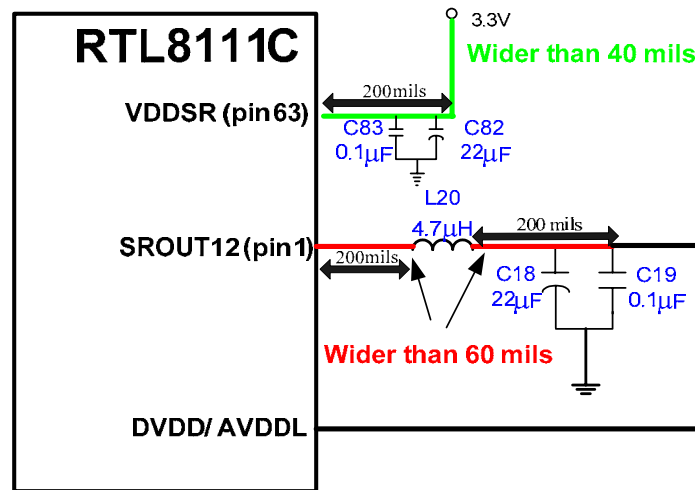 RTL8111C
3.3V
Wider than 40 mils
200mils
VDDSR (pin63)
C83
0.1μF
C82
22μF
L20
4.7μH
200 mils
SROUT12 (pin1)
200mils
C18
22μF
C19
0.1μF
Wider than 60 mils
DVDD/ AVDDL